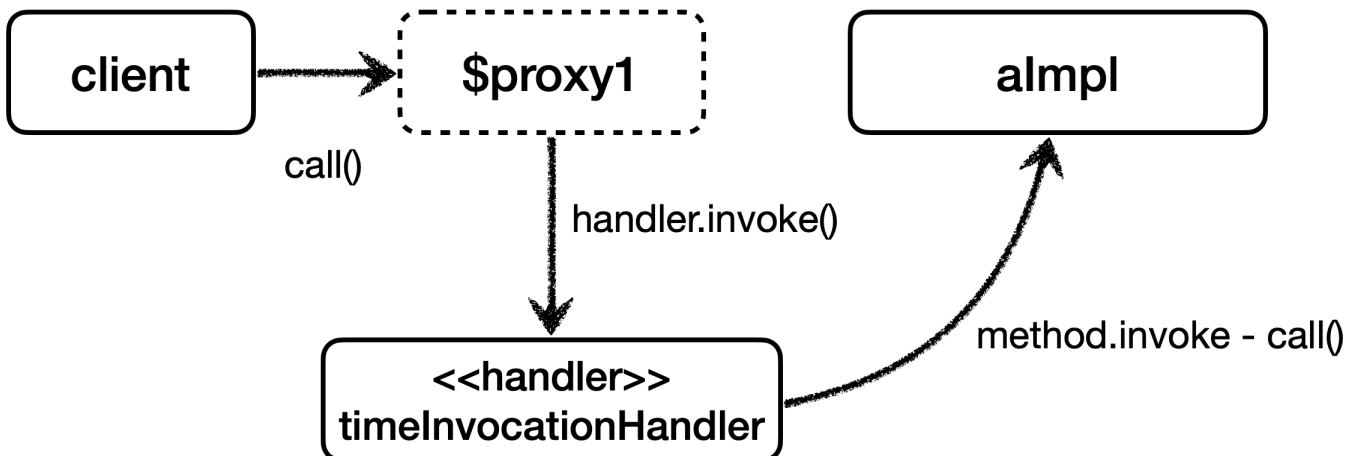 client
$proxy1
aImpl
call()
handler.invoke()
method.invoke - call()
<<handler>>
timeInvocationHandler